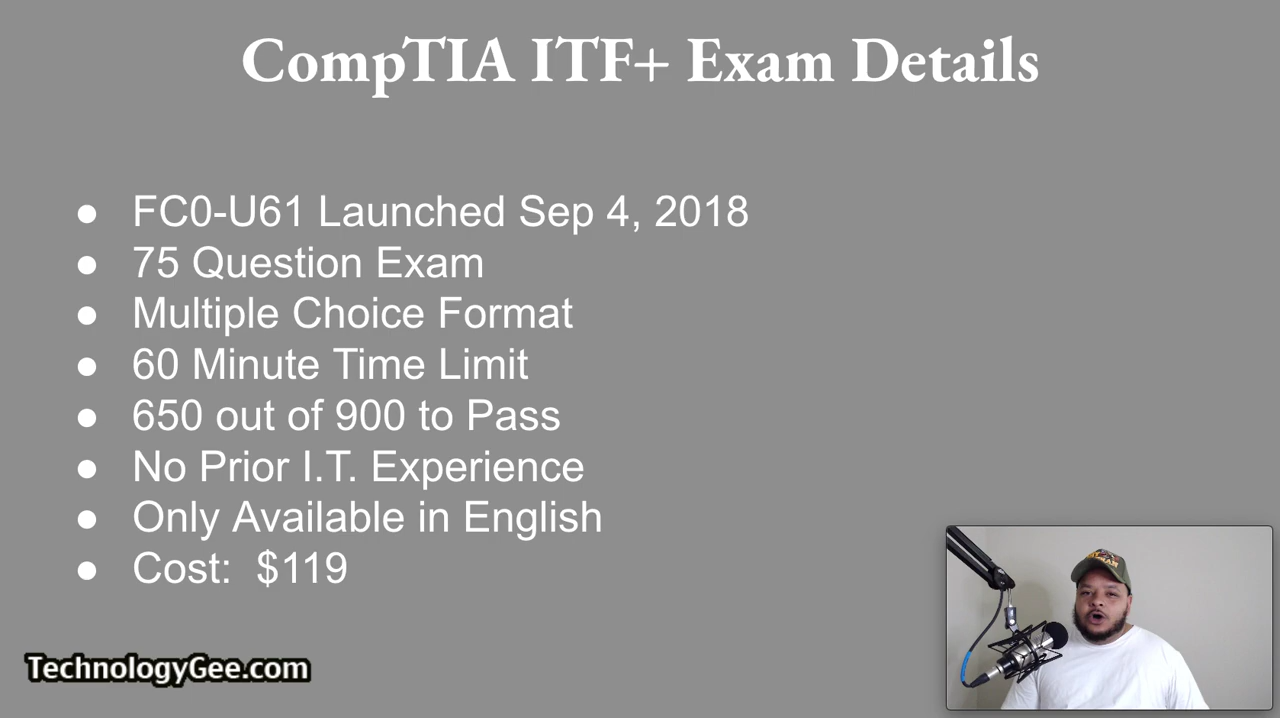 CompTIA ITF+ Exam Details
● FC0-U61 Launched Sep 4, 2018
● 75 Question Exam
● Multiple Choice Format
● 60 Minute Time Limit
● 650 out of 900 to Pass
● No Prior I.T. Experience
● Only Available in English
● Cost:  $119
TechnologyGee.com